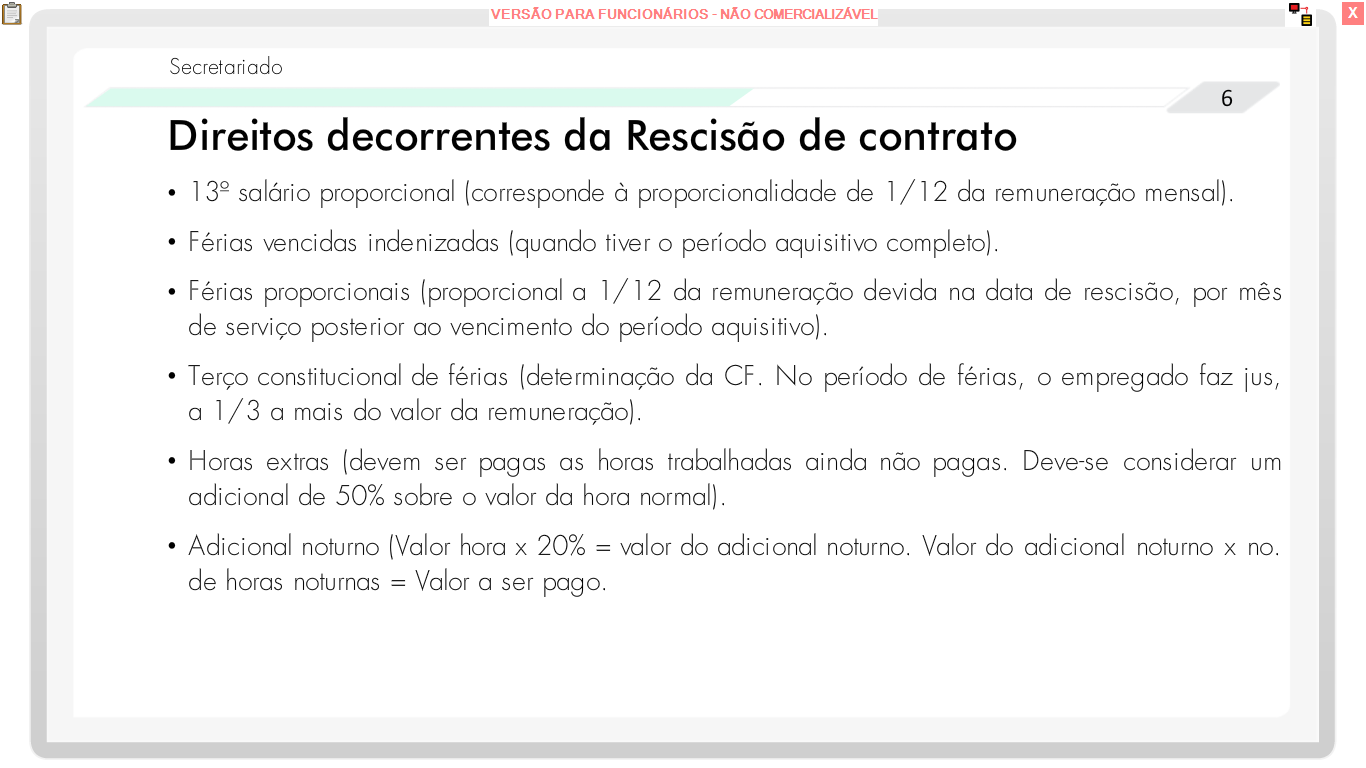 VERSÃO PARA FUNCIONÁRIOS - NÃO COMERCIALIZÁVEL
X
Secretariado
6
Direitos decorrentes da Rescisão de contrato
• 13º salário proporcional (corresponde à proporcionalidade de 1/12 da remuneração mensal).
• Férias vencidas indenizadas (quando tiver o período aquisitivo completo).
• Férias proporcionais (proporcional a 1/12 da remuneração devida na data de rescisão, por mês
de serviço posterior ao vencimento do período aquisitivo).
• Terço constitucional de férias (determinação da CF. No período de férias, o empregado faz jus,
a 1/3 a mais do valor da remuneração).
• Horas extras (devem ser pagas as horas trabalhadas ainda não pagas. Deve-se considerar um
adicional de 50% sobre o valor da hora normal).
• Adicional noturno (Valor hora x 20% = valor do adicional noturno. Valor do adicional noturno x no.
de horas noturnas = Valor a ser pago.